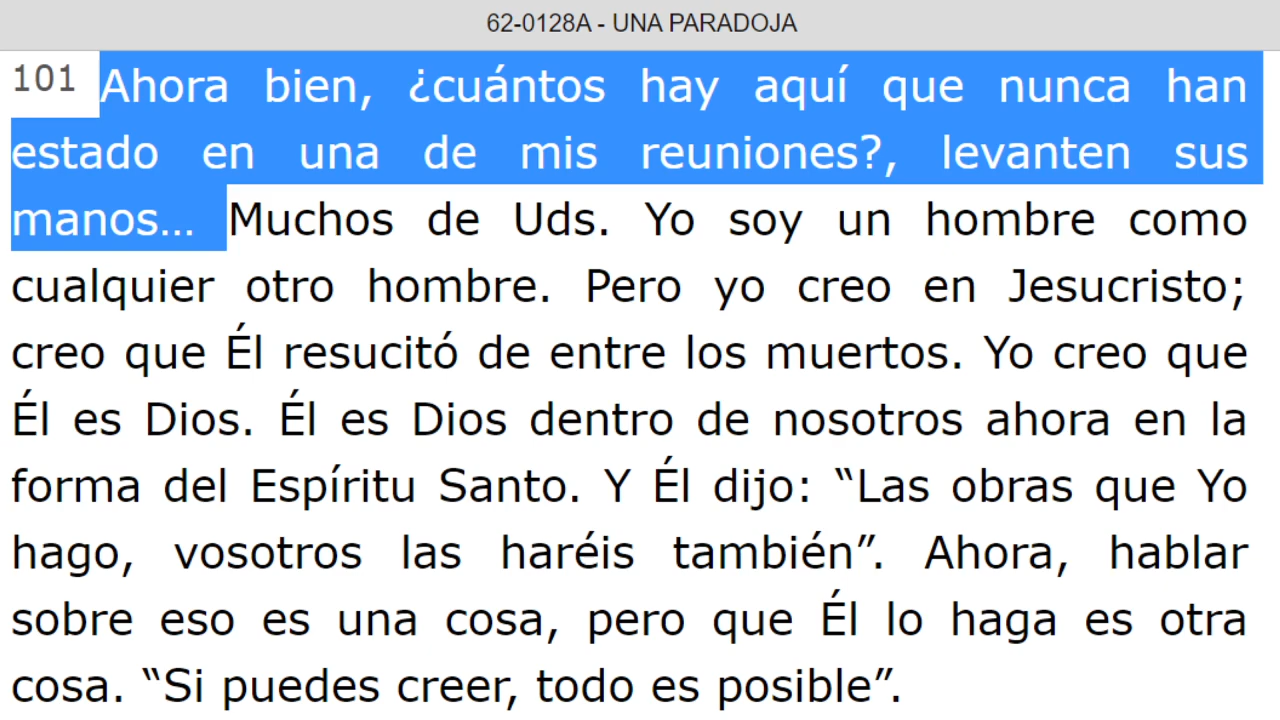 62-0128A - UNA PARADOJA
101 Ahora bien, ¿cuántos hay aquí que nunca han
estado en una de mis reuniones?, levanten sus
manos... Muchos de Uds. Yo soy un hombre como
cualquier otro hombre. Pero yo creo en Jesucristo;
creo que Él resucitó de entre los muertos. Yo creo que
Él es Dios. Él es Dios dentro de nosotros ahora en la
forma del Espíritu Santo. Y Él dijo: “Las obras que Yo
hago, vosotros las haréis también”. Ahora, hablar
sobre eso es una cosa, pero que Él lo haga es otra
cosa. “Si puedes creer, todo es posible”.